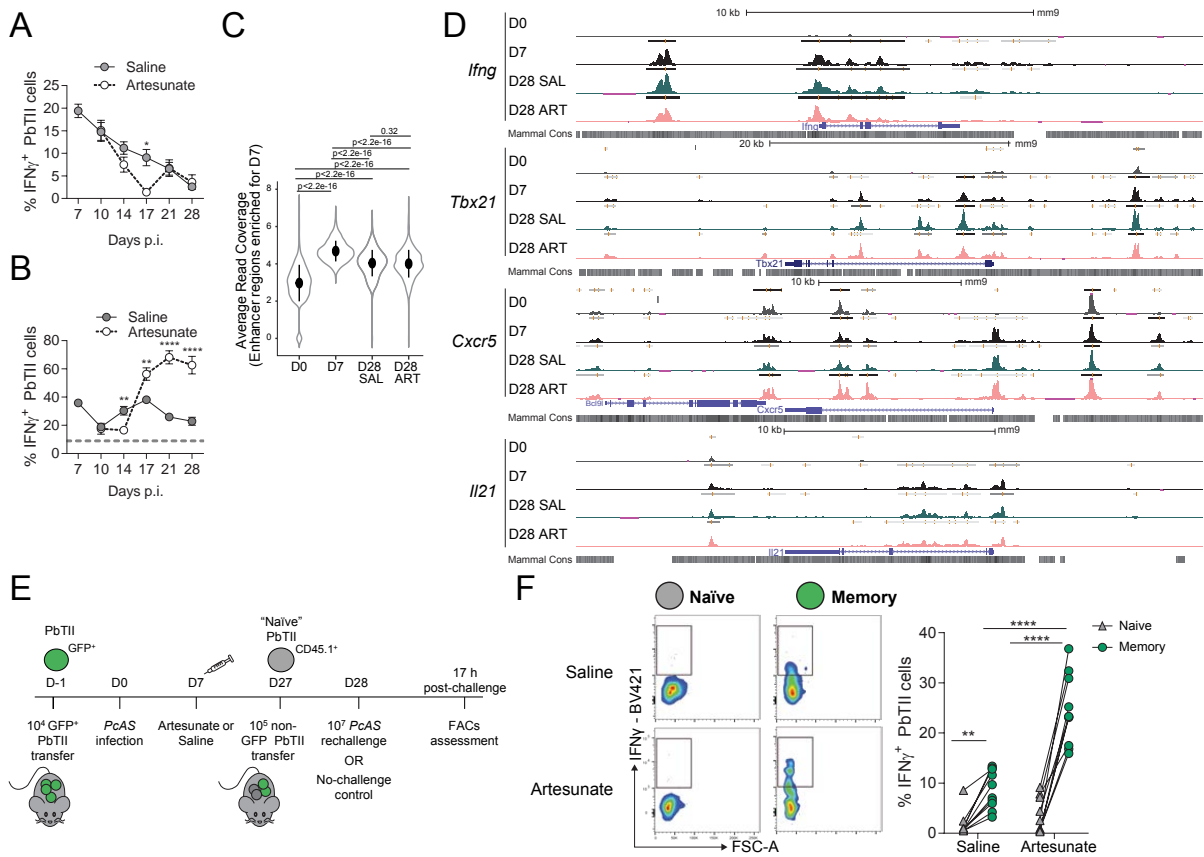 A
Saline
Artesunate
% IFNγ⁺ PbTII cells
25
20
15
10
5
0
*
7 10 14 17 21 28
Days p.i.
B
Saline
Artesunate
% IFNγ⁺ PbTII cells
80
60
40
20
0
** ** **** ****
7 10 14 17 21 28
Days p.i.
C
Average Read Coverage
(Enhancer regions enriched for D7)
8
6
4
2
0
0.32
p<2.2e-16
p<2.2e-16
p<2.2e-16
p<2.2e-16
p<2.2e-16
D0 D7 D28 SAL D28 ART
D
10 kb mm9
Ifng
D0
D7
D28 SAL
D28 ART
Ifng
Mammal Cons
20 kb mm9
Tbx21
D0
D7
D28 SAL
D28 ART
Tbx21
Mammal Cons
10 kb mm9
Cxcr5
D0
D7
D28 SAL
D28 ART
Bcl9l
Cxcr5
Mammal Cons
10 kb mm9
Il21
D0
D7
D28 SAL
D28 ART
Il21
Mammal Cons
E
PbTII
GFP⁺
"Naïve"
PbTII
CD45.1⁺
17 h
post-challenge
D-1 D0 D7 D27 D28
10⁴ GFP⁺
PbTII
transfer
PcAS
infection
Artesunate or
Saline
10⁵ non-
GFP PbTII
transfer
10⁷ PcAS
rechallenge
OR
No-challenge
control
FACs
assessment
F
Naïve Memory
Saline
Artesunate
IFNγ - BV421
FSC-A
% IFNγ⁺ PbTII cells
40
30
20
10
0
****
****
**
Naive
Memory
Saline Artesunate